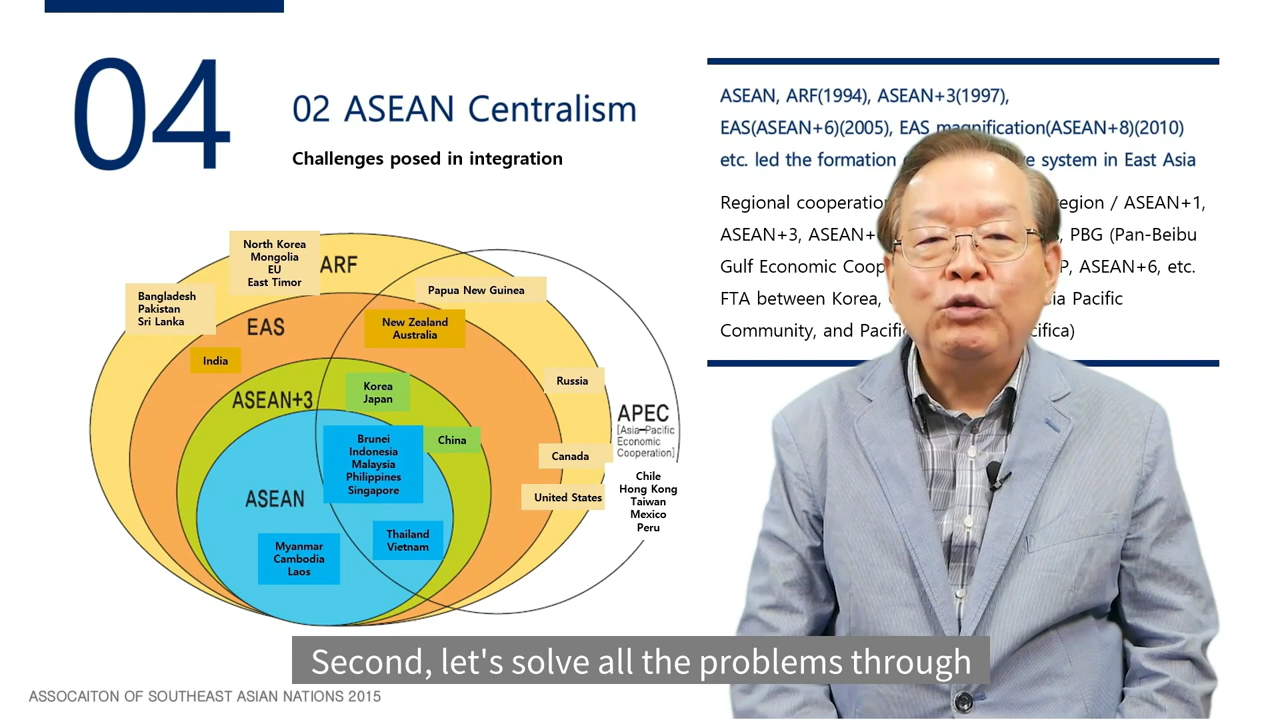 04
02 ASEAN Centralism
Challenges posed in integration
ASEAN, ARF(1994), ASEAN+3(1997),
EAS(ASEAN+6)(2005), EAS magnification(ASEAN+8)(2010)
etc. led the formation system in East Asia
Regional cooperation region / ASEAN+1,
ASEAN+3, PBG (Pan-Beibu
Gulf Economic ASEAN+6, etc.
FTA between Korea, Pacific
Community, and
ARF
North Korea
Mongolia
EU
East Timor
Bangladesh
Pakistan
Sri Lanka
Papua New Guinea
EAS
New Zealand
Australia
India
Russia
ASEAN+3
Korea
Japan
China
APEC
[Asia-Pacific
Economic
Cooperation]
Canada
United States
Chile
Hong Kong
Taiwan
Mexico
Peru
ASEAN
Brunei
Indonesia
Malaysia
Philippines
Singapore
Thailand
Vietnam
Myanmar
Cambodia
Laos
Second, let's solve all the problems through
ASSOCAITON OF SOUTHEAST ASIAN NATIONS 2015